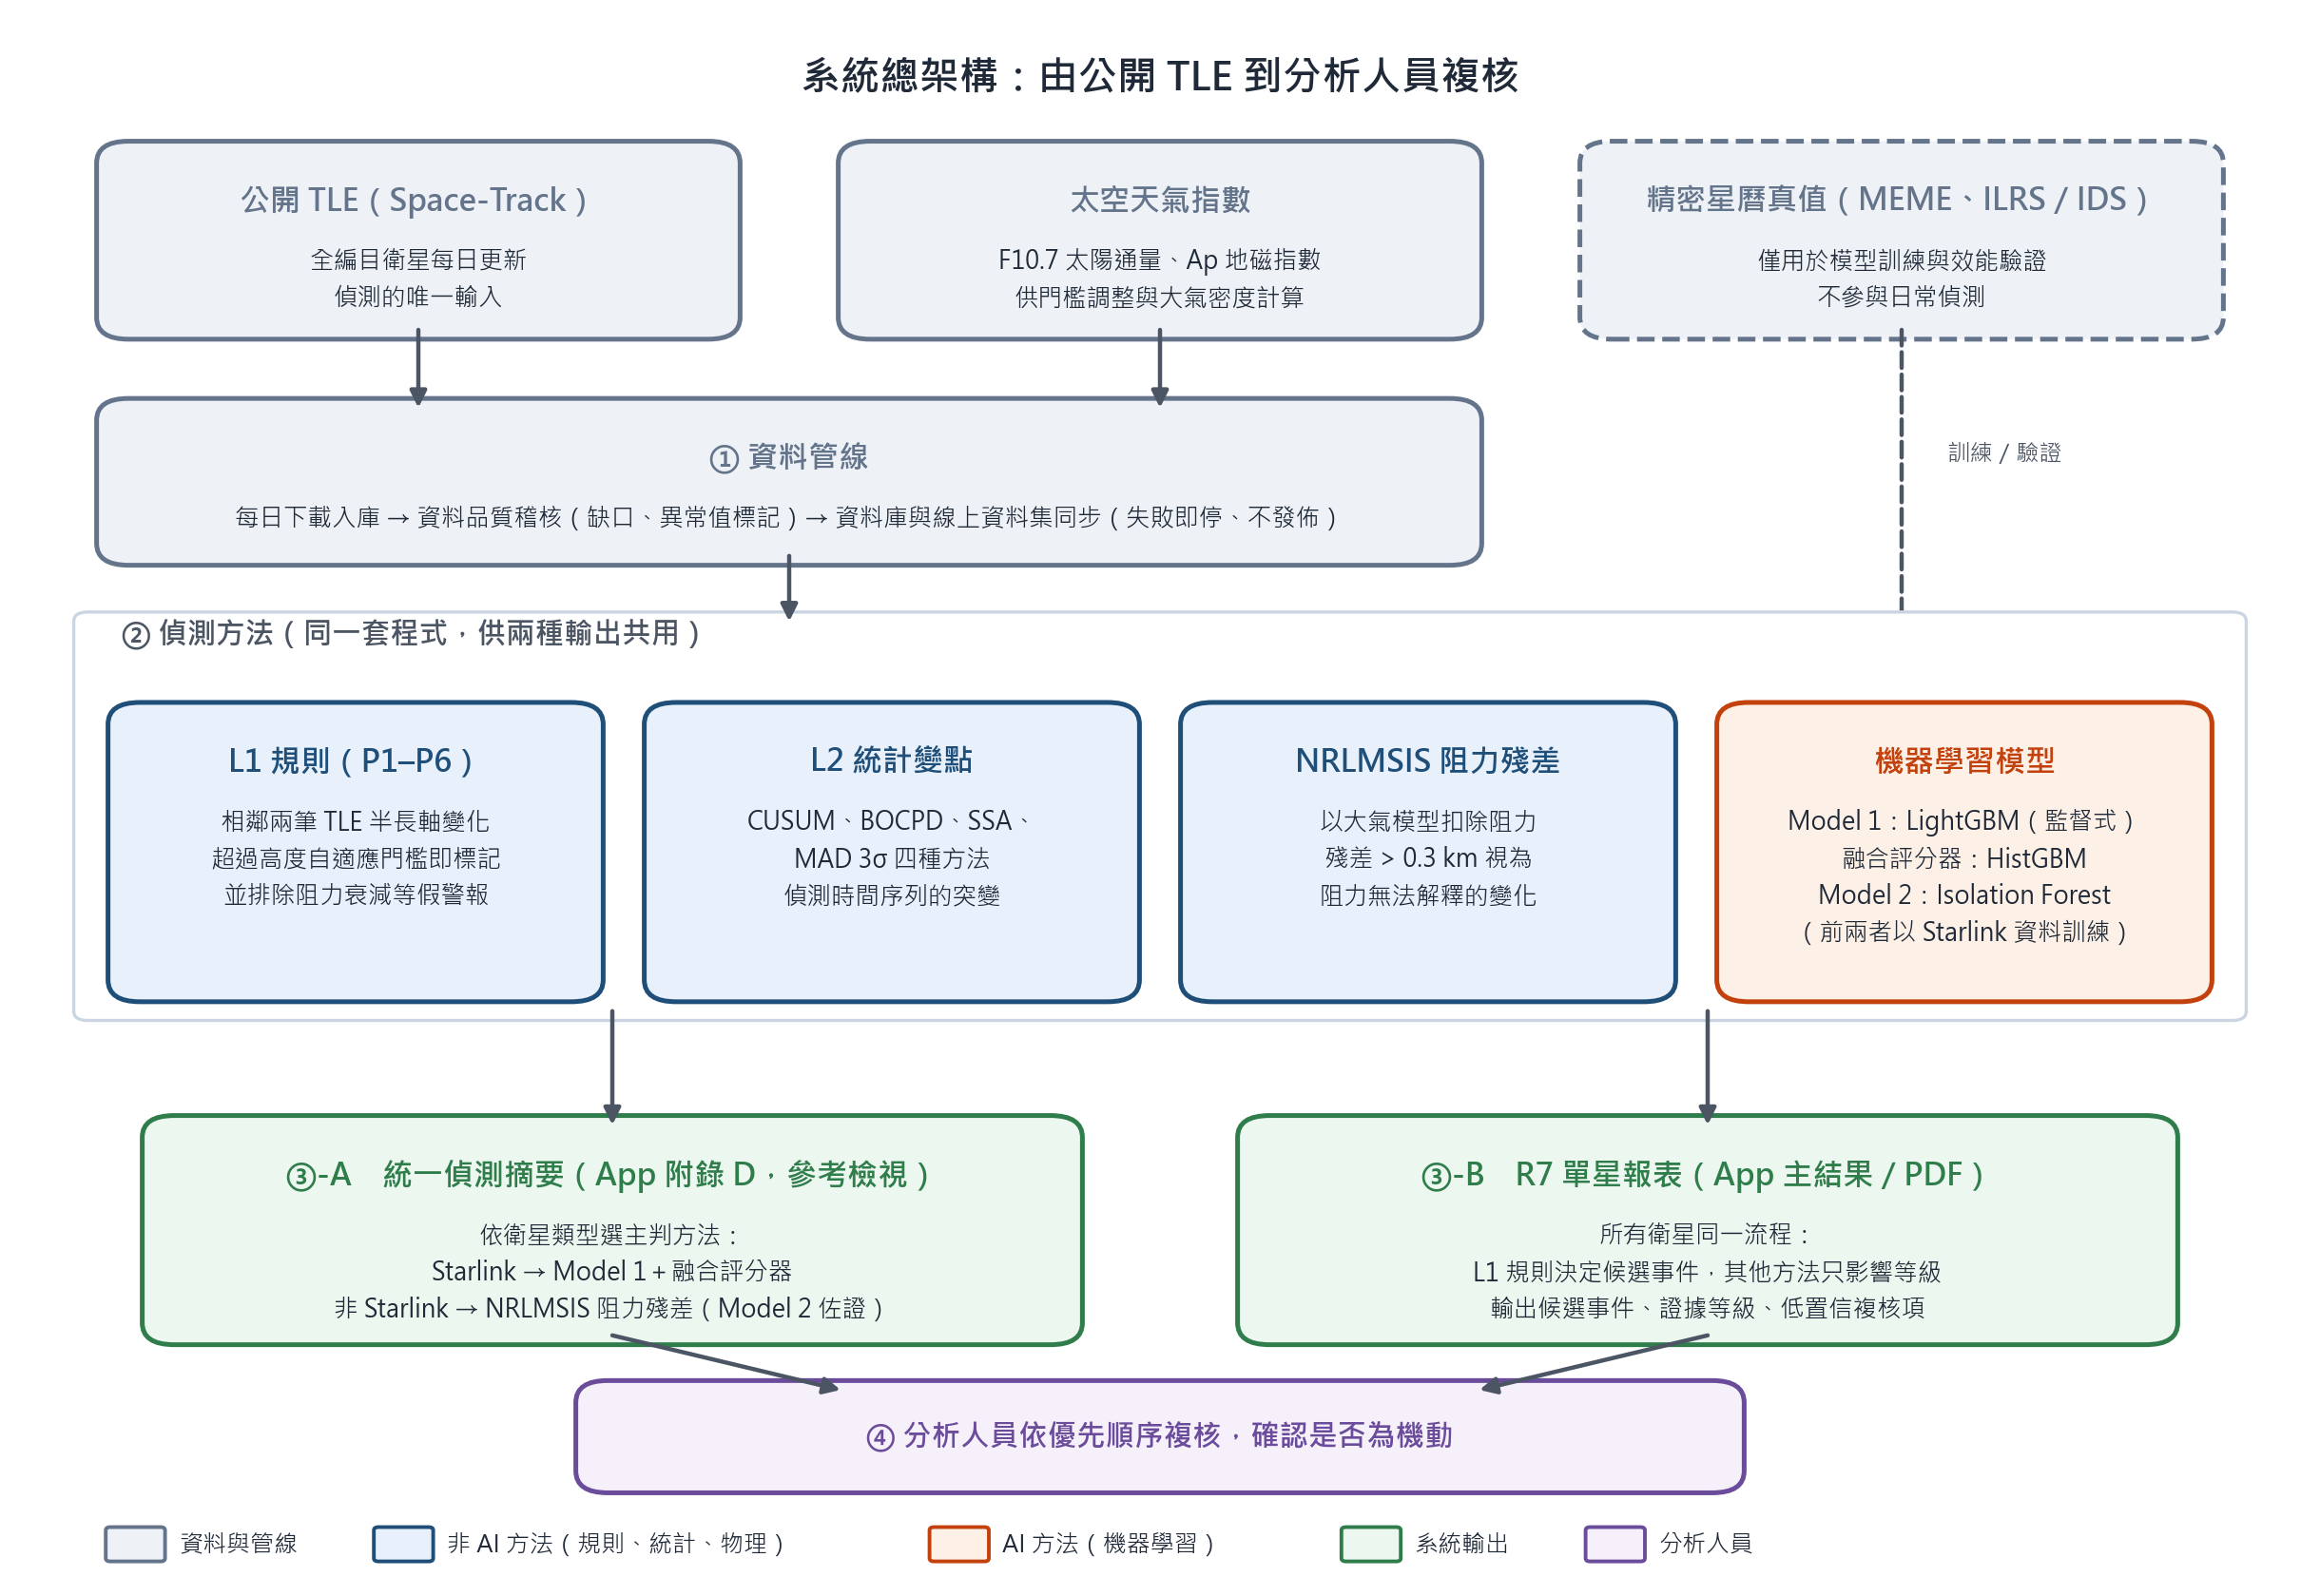 系統總架構：由公開 TLE 到分析人員複核
公開 TLE（Space-Track）
全編目衛星每日更新
偵測的唯一輸入
太空天氣指數
F10.7 太陽通量、Ap 地磁指數
供門檻調整與大氣密度計算
精密星曆真值（MEME、ILRS / IDS）
僅用於模型訓練與效能驗證
不參與日常偵測
① 資料管線
每日下載入庫 → 資料品質稽核（缺口、異常值標記）→ 資料庫與線上資料集同步（失敗即停、不發佈）
訓練 / 驗證
② 偵測方法（同一套程式，供兩種輸出共用）
L1 規則（P1–P6）
相鄰兩筆 TLE 半長軸變化
超過高度自適應門檻即標記
並排除阻力衰減等假警報
L2 統計變點
CUSUM、BOCPD、SSA、
MAD 3σ 四種方法
偵測時間序列的突變
NRLMSIS 阻力殘差
以大氣模型扣除阻力
殘差 > 0.3 km 視為
阻力無法解釋的變化
機器學習模型
Model 1：LightGBM（監督式）
融合評分器：HistGBM
Model 2：Isolation Forest
（前兩者以 Starlink 資料訓練）
③-A　統一偵測摘要（App 附錄 D，參考檢視）
依衛星類型選主判方法：
Starlink → Model 1 + 融合評分器
非 Starlink → NRLMSIS 阻力殘差（Model 2 佐證）
③-B　R7 單星報表（App 主結果 / PDF）
所有衛星同一流程：
L1 規則決定候選事件，其他方法只影響等級
輸出候選事件、證據等級、低置信複核項
④ 分析人員依優先順序複核，確認是否為機動
資料與管線
非 AI 方法（規則、統計、物理）
AI 方法（機器學習）
系統輸出
分析人員